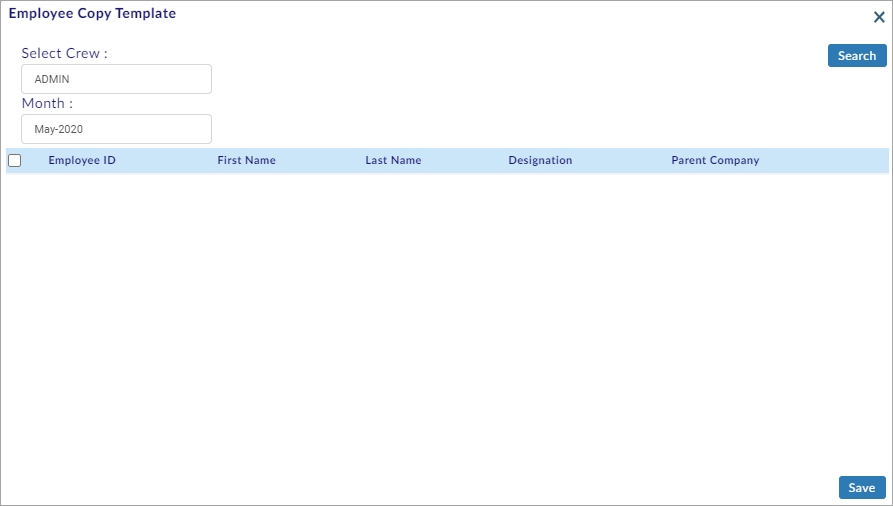 Employee Copy Template
×
Select Crew :
Search
ADMIN
Month :
May-2020
Employee ID First Name Last Name Designation Parent Company
Save